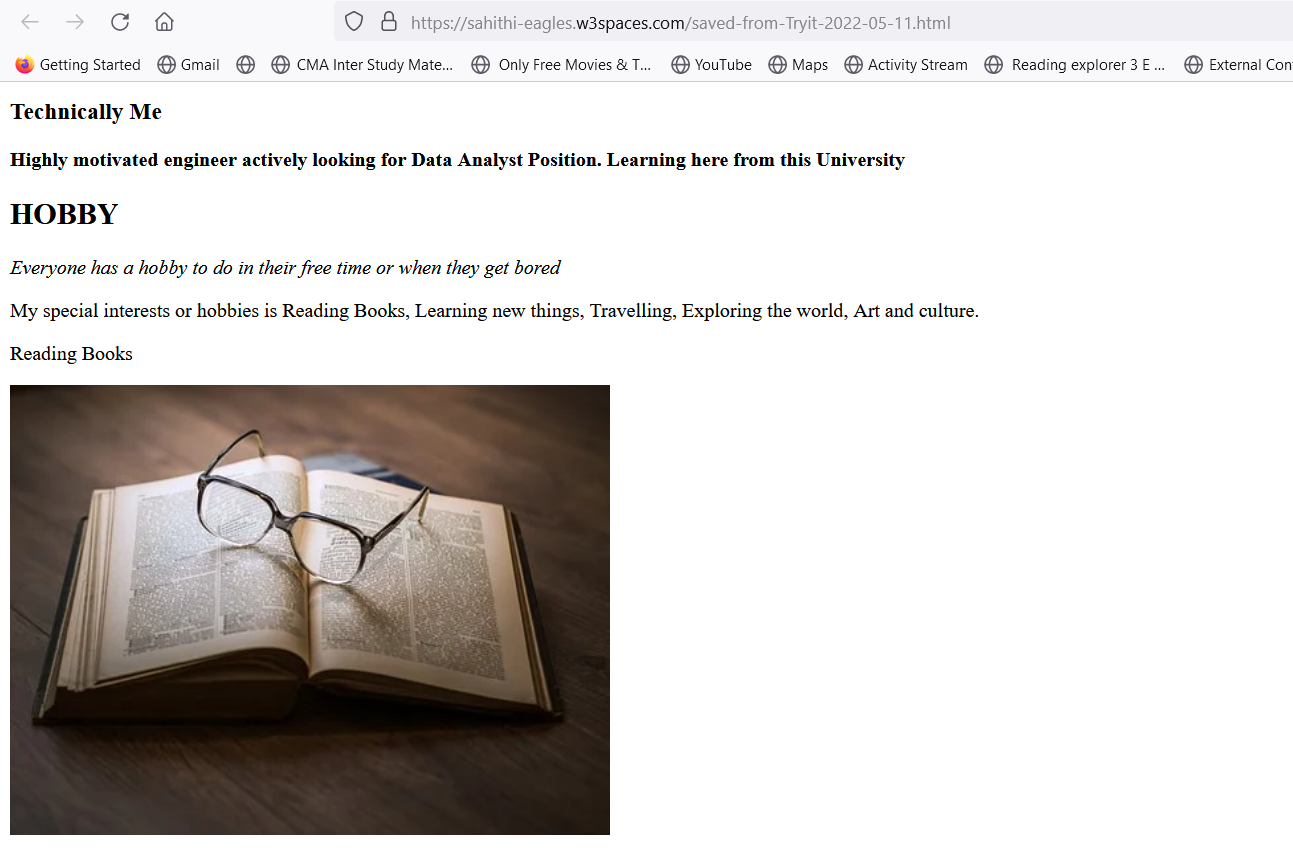 https://sahithi-eagles.w3spaces.com/saved-from-Tryit-2022-05-11.html
Getting Started Gmail CMA Inter Study Mate... Only Free Movies & T... YouTube Maps Activity Stream Reading explorer 3 E ... External Con
Technically Me
Highly motivated engineer actively looking for Data Analyst Position. Learning here from this University
HOBBY
Everyone has a hobby to do in their free time or when they get bored
My special interests or hobbies is Reading Books, Learning new things, Travelling, Exploring the world, Art and culture.
Reading Books